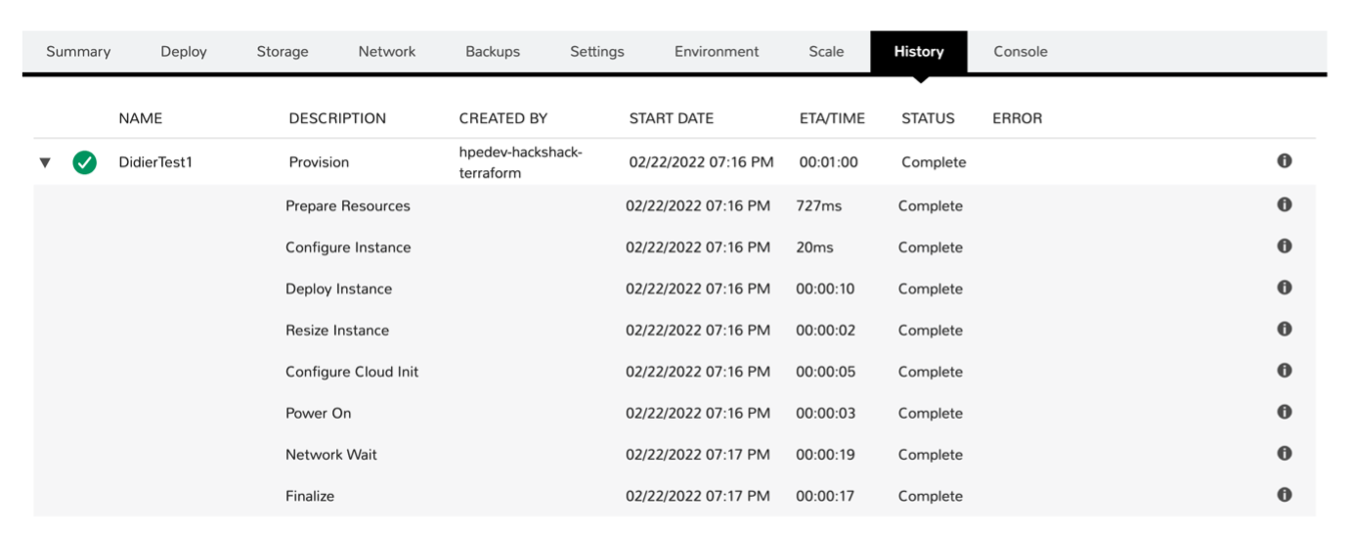 Summary Deploy Storage Network Backups Settings Environment Scale History Console
NAME DESCRIPTION CREATED BY START DATE ETA/TIME STATUS ERROR
DidierTest1 Provision hpedev-hackshack-terraform 02/22/2022 07:16 PM 00:01:00 Complete
Prepare Resources 02/22/2022 07:16 PM 727ms Complete
Configure Instance 02/22/2022 07:16 PM 20ms Complete
Deploy Instance 02/22/2022 07:16 PM 00:00:10 Complete
Resize Instance 02/22/2022 07:16 PM 00:00:02 Complete
Configure Cloud Init 02/22/2022 07:16 PM 00:00:05 Complete
Power On 02/22/2022 07:16 PM 00:00:03 Complete
Network Wait 02/22/2022 07:17 PM 00:00:19 Complete
Finalize 02/22/2022 07:17 PM 00:00:17 Complete